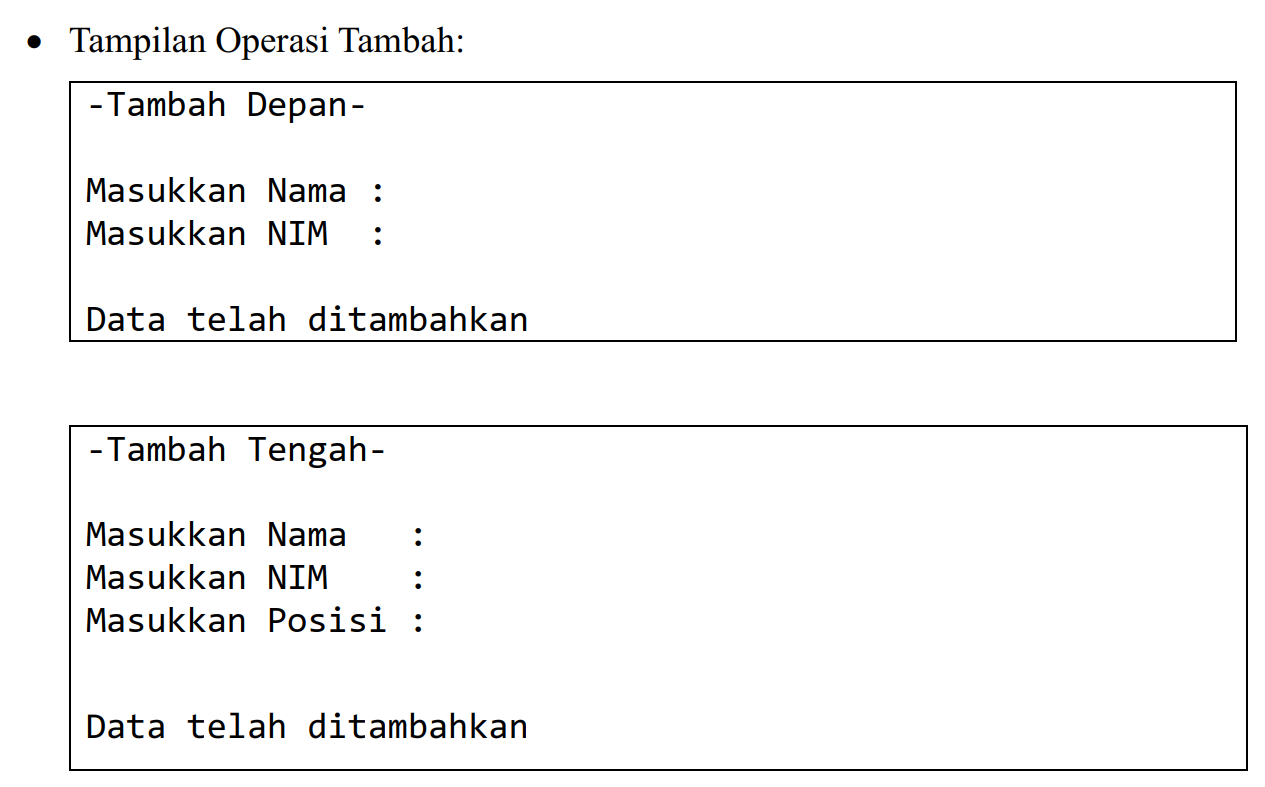 • Tampilan Operasi Tambah:
-Tambah Depan-
Masukkan Nama :
Masukkan NIM  :
Data telah ditambahkan
-Tambah Tengah-
Masukkan Nama   :
Masukkan NIM    :
Masukkan Posisi :
Data telah ditambahkan